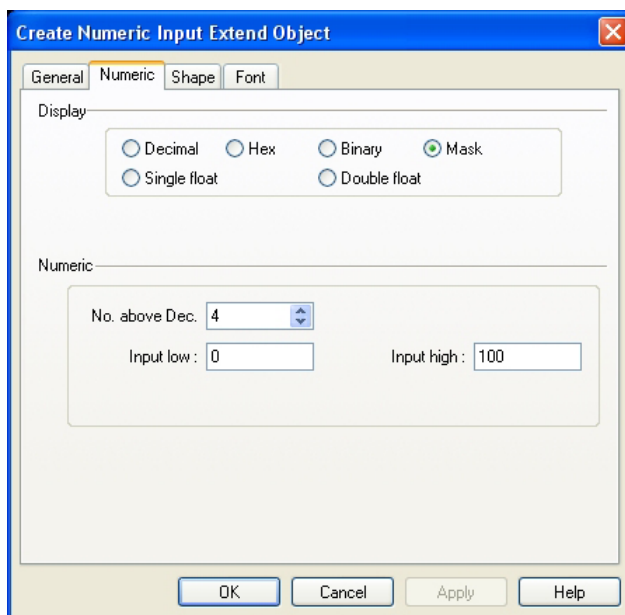 Create Numeric Input Extend Object
General Numeric Shape Font
Display
Decimal Hex Binary Mask
Single float Double float
Numeric
No. above Dec. 4
Input low : 0 Input high : 100
OK Cancel Apply Help